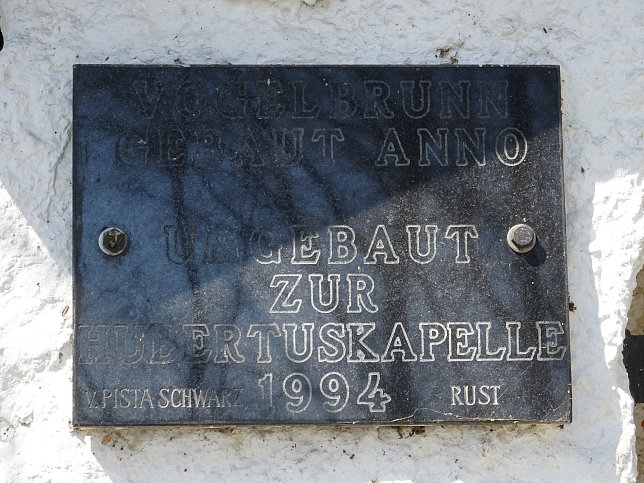 VOGELBRUNN
GEBAUT ANNO
UMGEBAUT
ZUR
HUBERTUSKAPELLE
V. PISTA SCHWARZ 1994 RUST